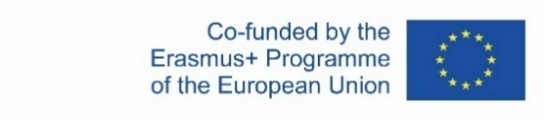 Co-funded by the
Erasmus+ Programme
of the European Union